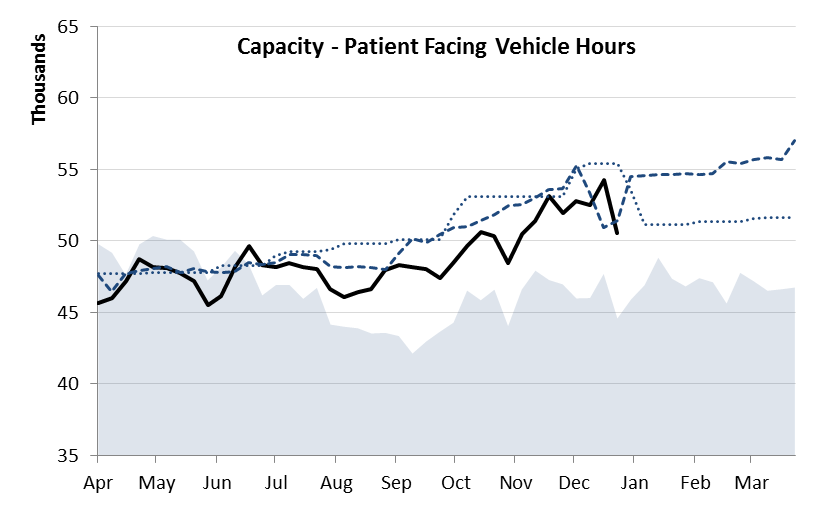 Capacity - Patient Facing Vehicle Hours
Thousands
65
60
55
50
45
40
35
Apr May Jun Jul Aug Sep Oct Nov Dec Jan Feb Mar